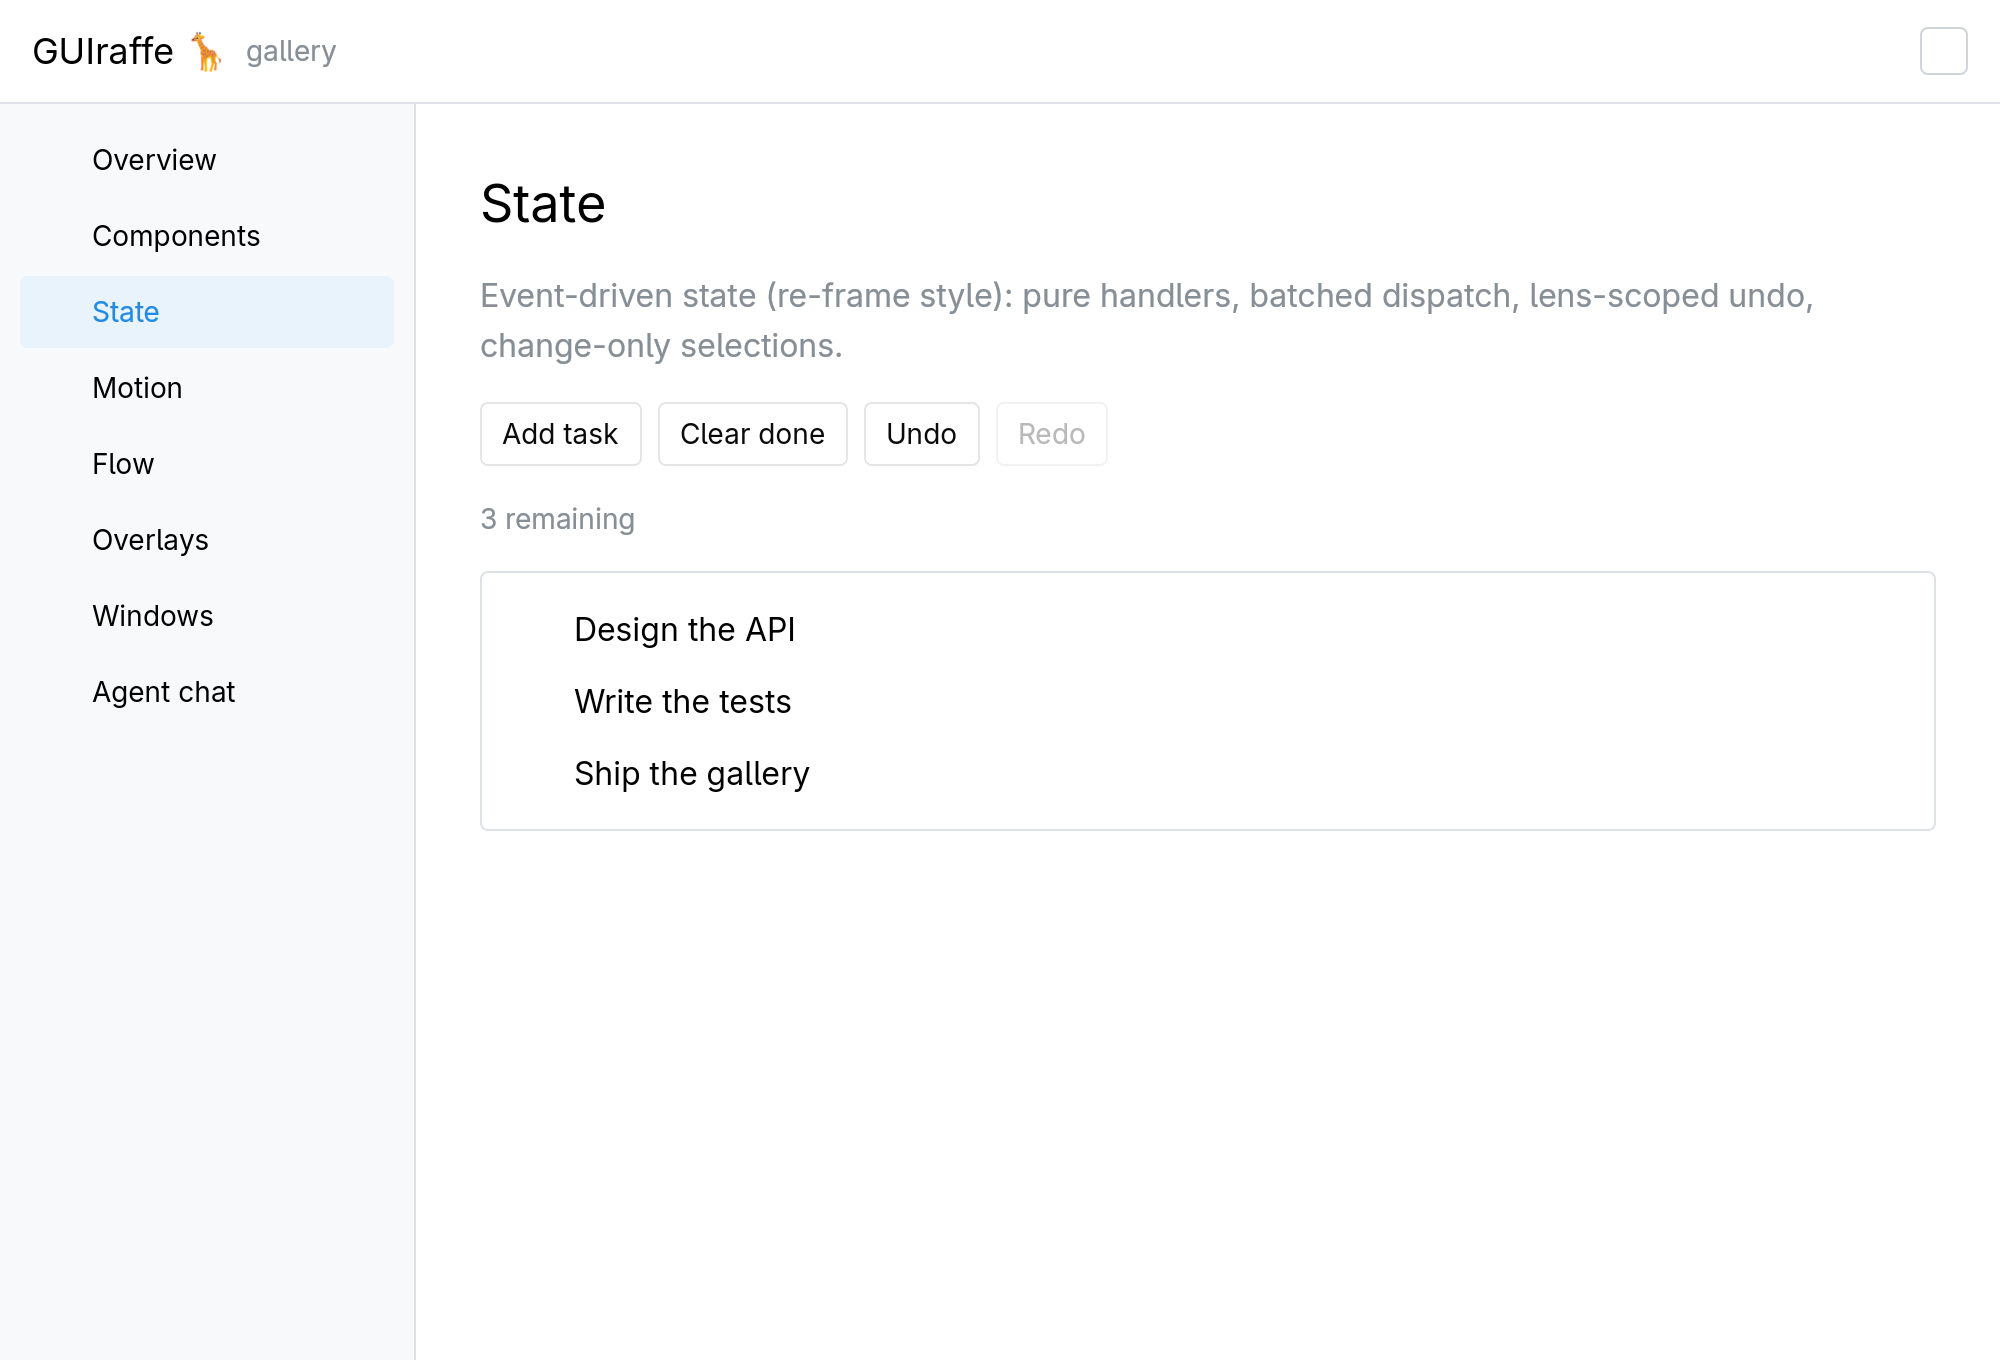 GUIraffe 🦒 gallery
Overview
Components
State
Motion
Flow
Overlays
Windows
Agent chat
State
Event-driven state (re-frame style): pure handlers, batched dispatch, lens-scoped undo,
change-only selections.
Add task Clear done Undo Redo
3 remaining
Design the API
Write the tests
Ship the gallery